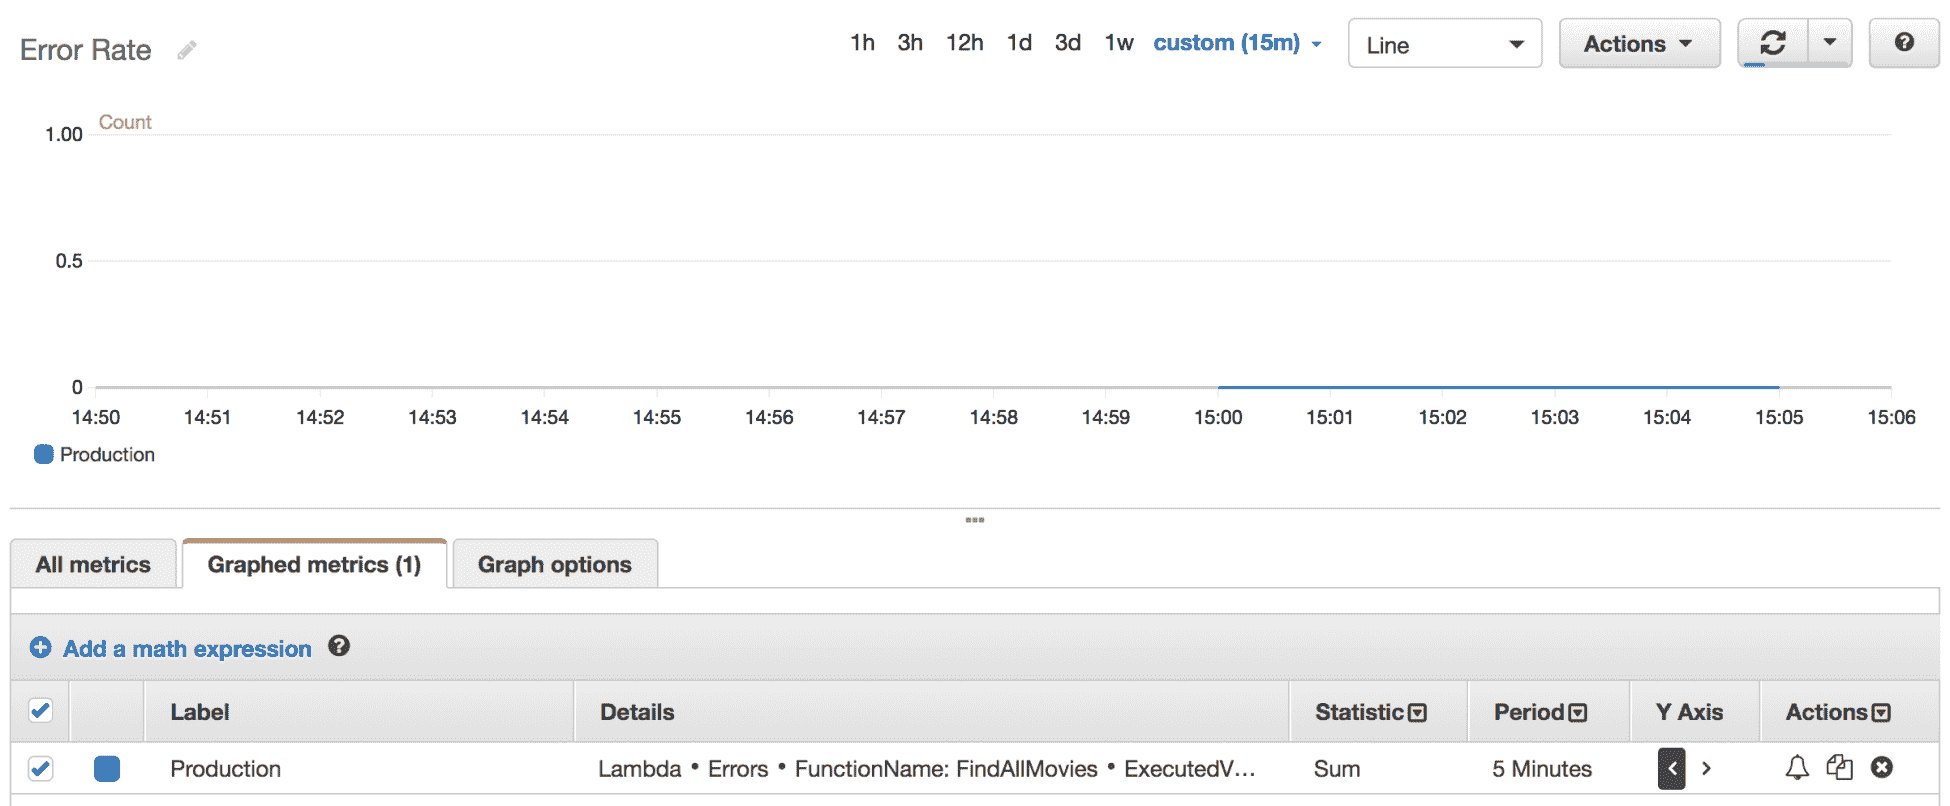 Error Rate 1h 3h 12h 1d 3d 1w custom (15m) Line Actions
Count
1.00
0.5
0
14:50 14:51 14:52 14:53 14:54 14:55 14:56 14:57 14:58 14:59 15:00 15:01 15:02 15:03 15:04 15:05 15:06
Production
All metrics Graphed metrics (1) Graph options
Add a math expression ?
Label Details Statistic Period Y Axis Actions
Production Lambda • Errors • FunctionName: FindAllMovies • ExecutedV... Sum 5 Minutes < >